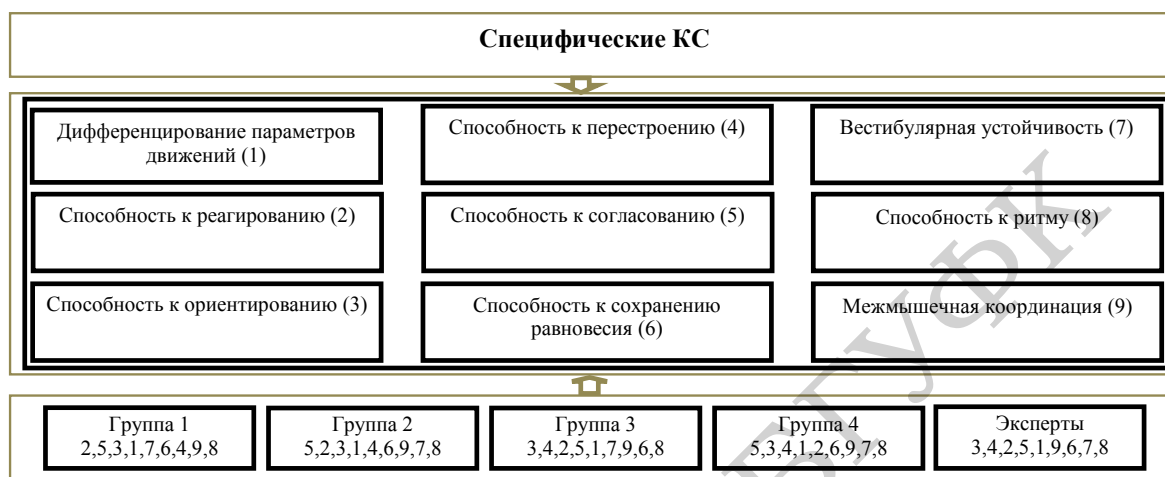 Специфические КС
Дифференцирование параметров
движений (1)
Способность к перестроению (4)
Вестибулярная устойчивость (7)
Способность к реагированию (2)
Способность к согласованию (5)
Способность к ритму (8)
Способность к ориентированию (3)
Способность к сохранению
равновесия (6)
Межмышечная координация (9)
Группа 1
2,5,3,1,7,6,4,9,8
Группа 2
5,2,3,1,4,6,9,7,8
Группа 3
3,4,2,5,1,7,9,6,8
Группа 4
5,3,4,1,2,6,9,7,8
Эксперты
3,4,2,5,1,9,6,7,8
БГУФК